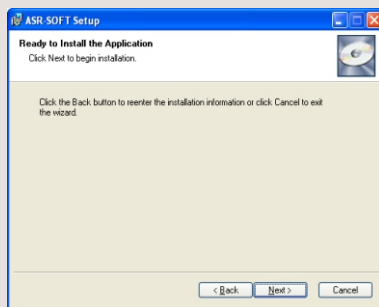 ASR-SOFT Setup
Ready to Install the Application
Click Next to begin installation.
Click the Back button to reenter the installation information or click Cancel to exit
the wizard.
< Back
Next >
Cancel